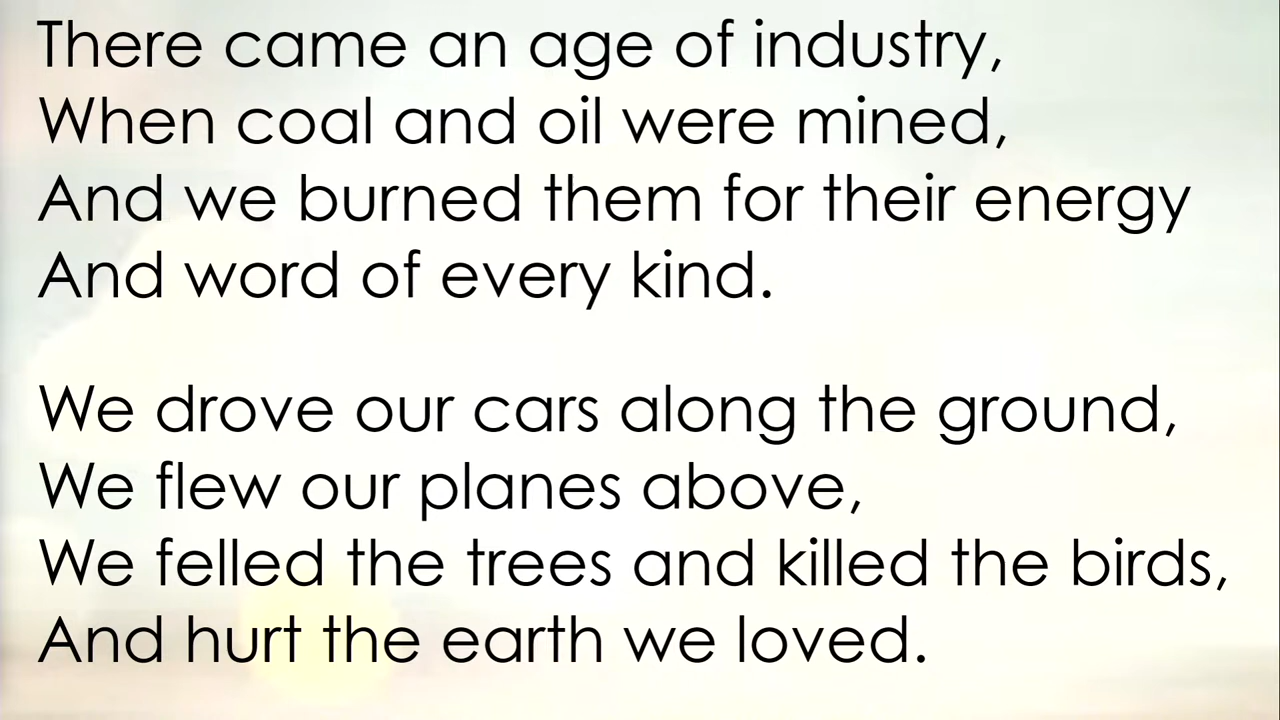 There came an age of industry,
When coal and oil were mined,
And we burned them for their energy
And word of every kind.
We drove our cars along the ground,
We flew our planes above,
We felled the trees and killed the birds,
And hurt the earth we loved.